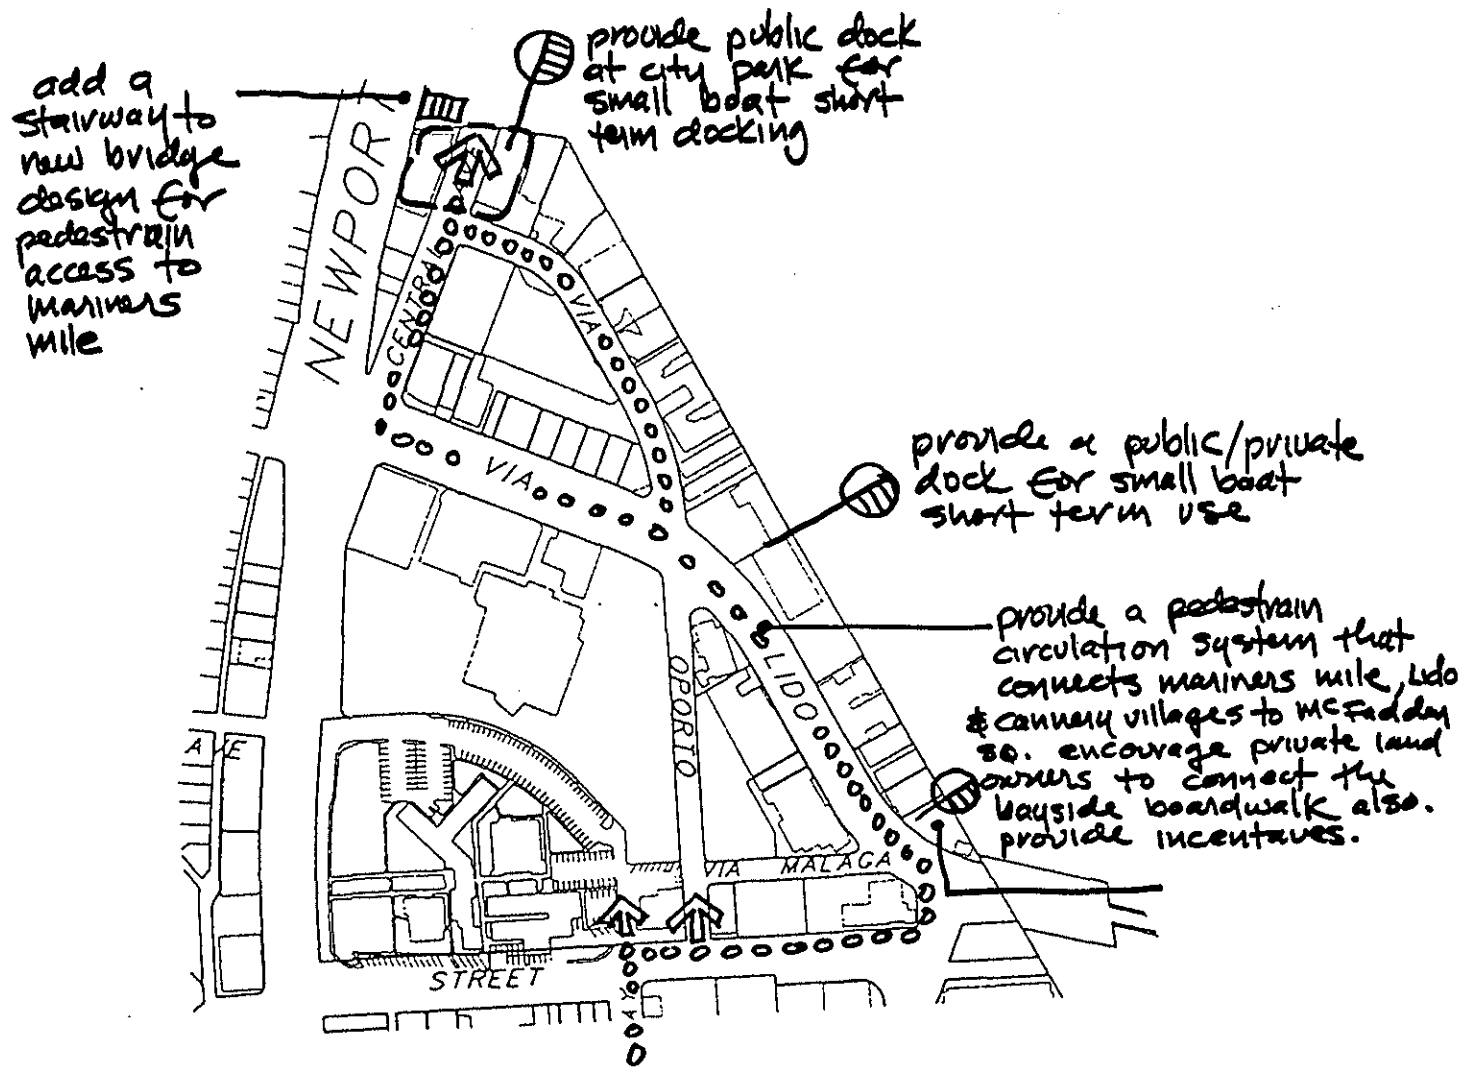 add a
stairway to
new bridge
design for
pedestrain
access to
mariners
mile
provide public dock
at city park for
small boat short
term docking
NEWPOR
CENTRAL
VIA
VIA
provide a public/private
dock for small boat
short term use
provide a pedestrain
circulation system that
connects mariners mile, Lido
& cannery villages to McFadden
sq. encourage private land
owners to connect the
bayside boardwalk also.
provide incentaves.
LIDO
OPORTO
VIA MALAGA
STREET